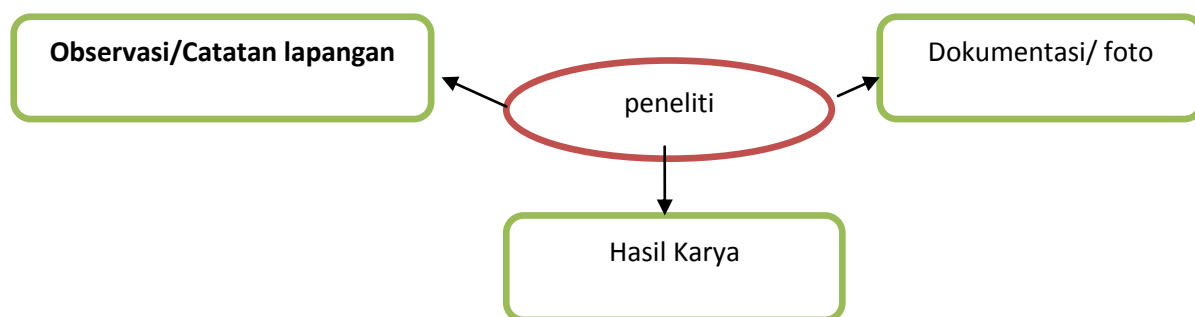 Observasi/Catatan lapangan
Dokumentasi/ foto
peneliti
Hasil Karya